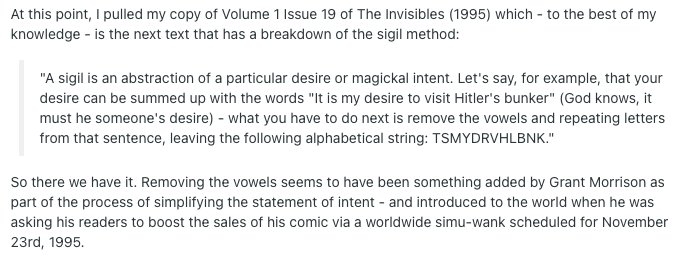 At this point, I pulled my copy of Volume 1 Issue 19 of The Invisibles (1995) which - to the best of my
knowledge - is the next text that has a breakdown of the sigil method:
"A sigil is an abstraction of a particular desire or magickal intent. Let's say, for example, that your
desire can be summed up with the words "It is my desire to visit Hitler's bunker" (God knows, it
must he someone's desire) - what you have to do next is remove the vowels and repeating letters
from that sentence, leaving the following alphabetical string: TSMYDRVHLBNK."
So there we have it. Removing the vowels seems to have been something added by Grant Morrison as
part of the process of simplifying the statement of intent - and introduced to the world when he was
asking his readers to boost the sales of his comic via a worldwide simu-wank scheduled for November
23rd, 1995.